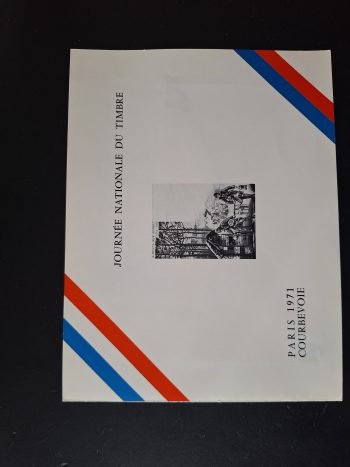 JOURNÉE NATIONALE DU TIMBRE
PARIS 1971
COURBEVOIE